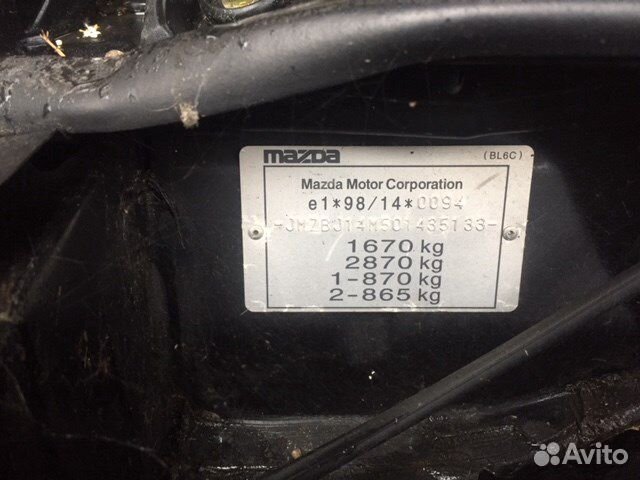 mazda (BL6C)
Mazda Motor Corporation
e1*98/14*0094
-JMZBJ14M501435133-
1670 kg
2870 kg
1-870 kg
2-865 kg
Avito